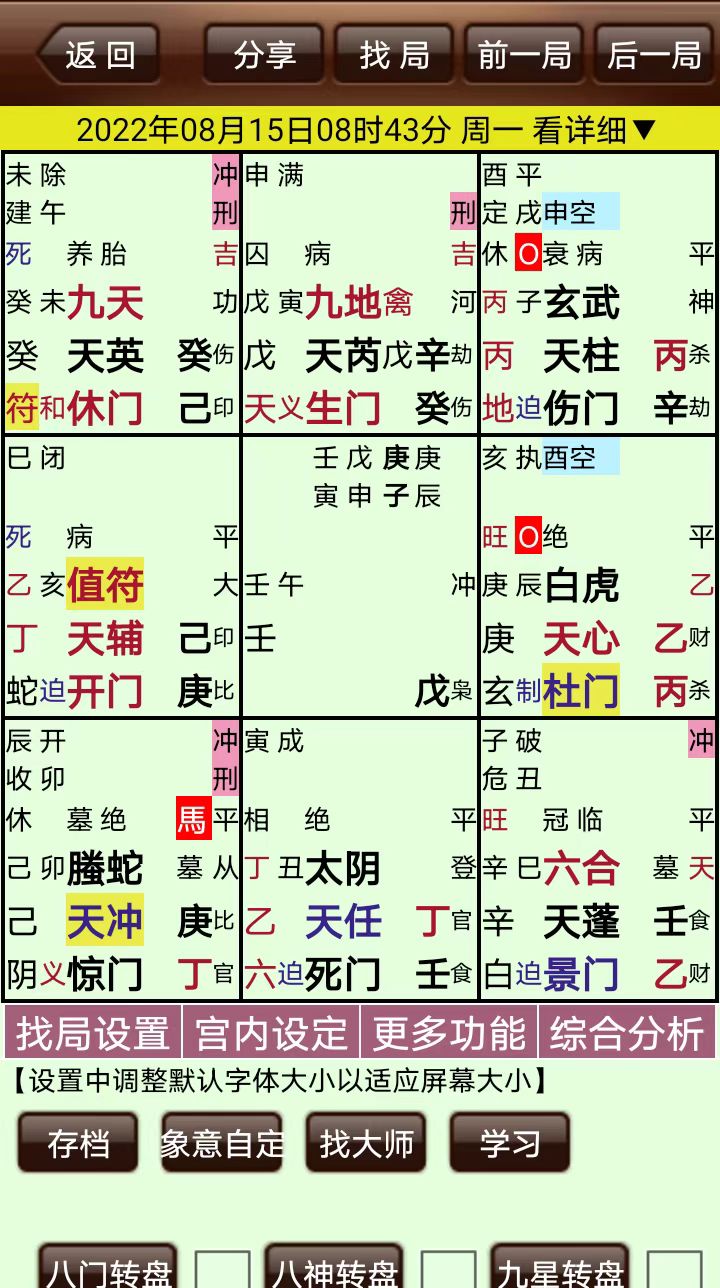 返回 分享 找局 前一局 后一局
2022年08月15日08时43分 周一 看详细▼
未 除 冲
建 午 刑
死 养 胎 吉
癸 未 九天 功
癸 天英 癸 伤
符 和 休门 己 印
申 满
刑
囚 病 吉
戊 寅 九地 禽 河
戊 天芮 戊 辛 劫
天 义 生门 癸 伤
酉 平
定 戌 申空
休 O 衰 病 平
丙 子 玄武 神
丙 天柱 丙 杀
地 迫 伤门 辛 劫
巳 闭
死 病 平
乙 亥 值符 大
丁 天辅 己 印
蛇 迫 开门 庚 比
壬 戊 庚 庚
寅 申 子 辰
壬 午 冲
壬
戊 枭
亥 执 酉空
旺 O 绝 平
庚 辰 白虎 乙
庚 天心 乙 财
玄 制 杜门 丙 杀
辰 开 冲
收 卯 刑
休 墓 绝 馬 平
己 卯 螣蛇 墓 从
己 天冲 庚 比
阴 义 惊门 丁 官
寅 成
相 绝 平
丁 丑 太阴 登
乙 天任 丁 官
六 迫 死门 壬 食
子 破 冲
危 丑
旺 冠 临 平
辛 巳 六合 墓 天
辛 天蓬 壬 食
白 迫 景门 乙 财
找局设置 宫内设定 更多功能 综合分析
【设置中调整默认字体大小以适应屏幕大小】
存档 象意自定 找大师 学习
八门转盘 八神转盘 九星转盘